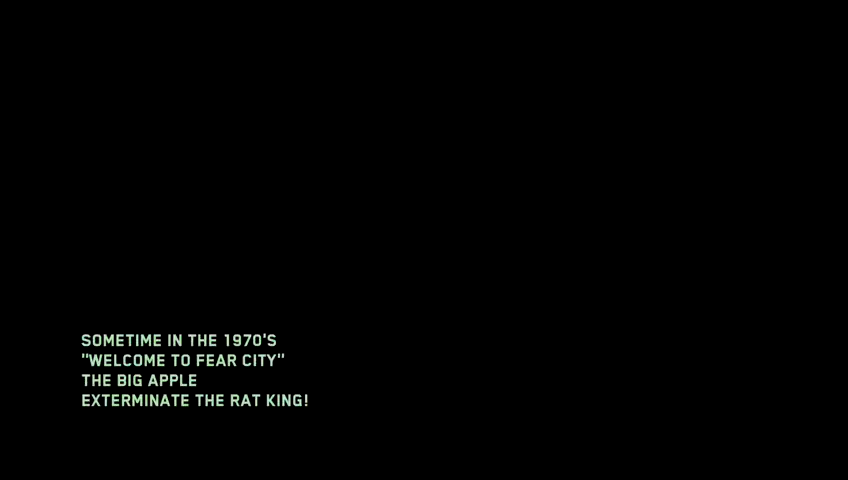 SOMETIME IN THE 1970'S
"WELCOME TO FEAR CITY"
THE BIG APPLE
EXTERMINATE THE RAT KING!